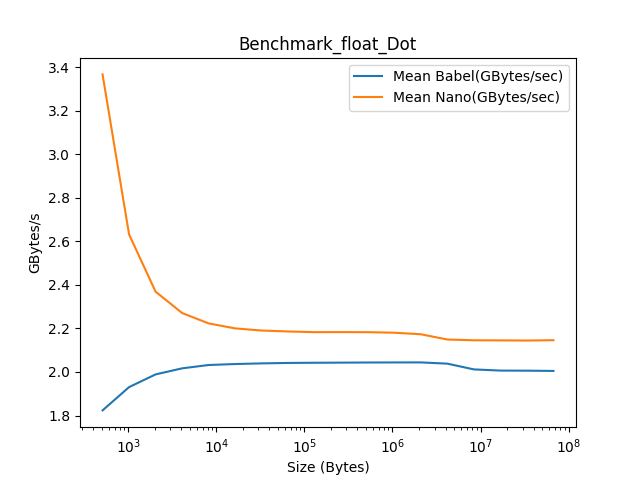 Benchmark_float_Dot
Mean Babel(GBytes/sec)
Mean Nano(GBytes/sec)
GBytes/s
3.4
3.2
3.0
2.8
2.6
2.4
2.2
2.0
1.8
10³ 10⁴ 10⁵ 10⁶ 10⁷ 10⁸
Size (Bytes)